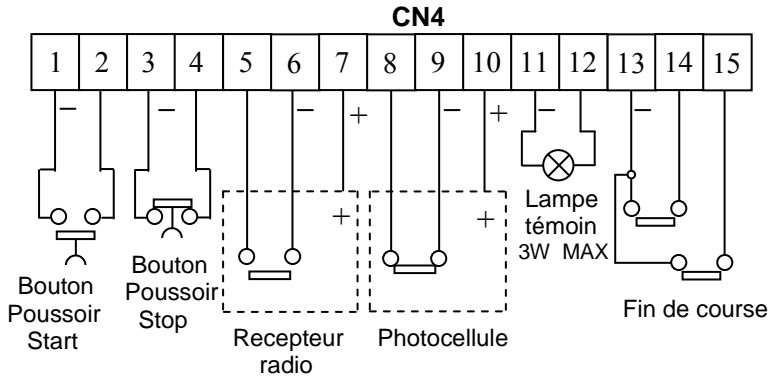 CN4
1 2 3 4 5 6 7 8 9 10 11 12 13 14 15
− − − + − + − −
+ +
Bouton
Poussoir
Start
Bouton
Poussoir
Stop
Recepteur
radio
Photocellule
Lampe
témoin
3W MAX
Fin de course